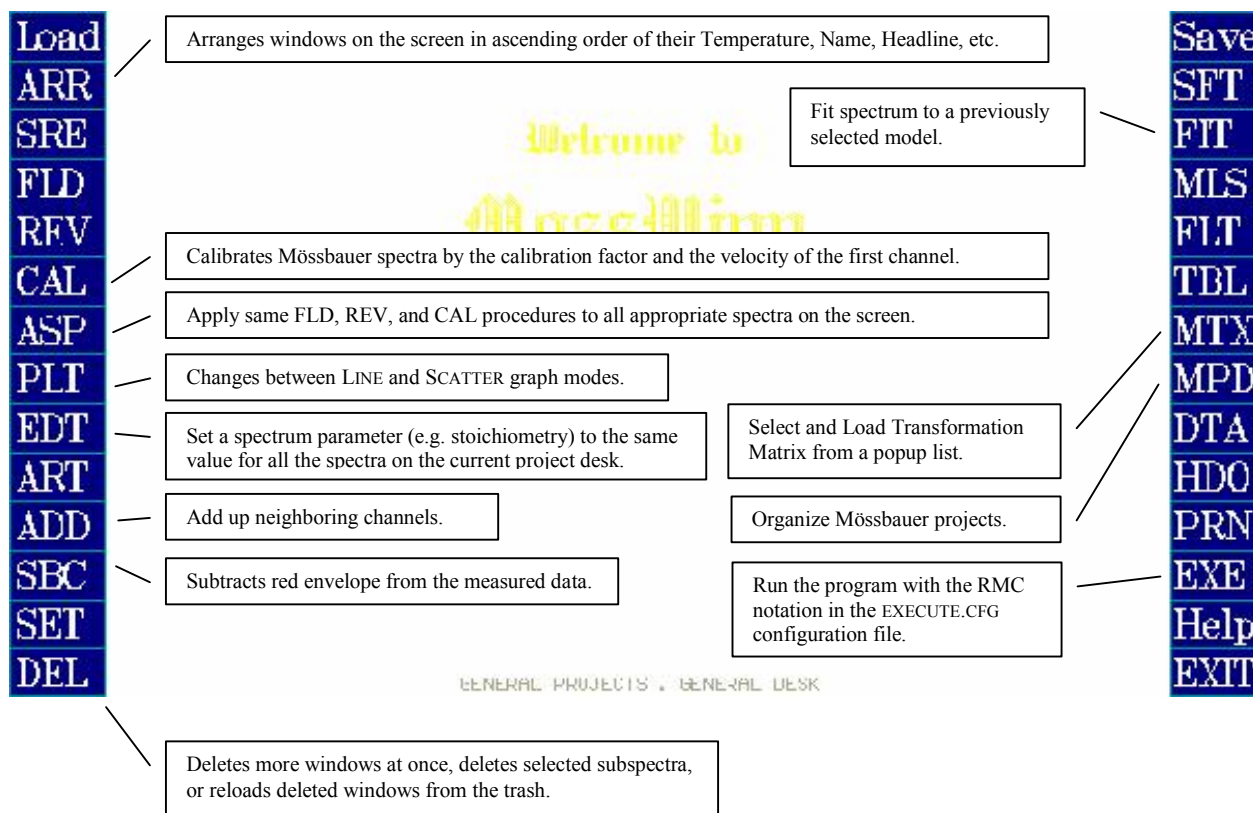 Load
ARR
SRE
FLD
REV
CAL
ASP
PLT
EDT
ART
ADD
SBC
SET
DEL
Arranges windows on the screen in ascending order of their Temperature, Name, Headline, etc.
Fit spectrum to a previously
selected model.
Welcome to
MossWinn
Calibrates Mössbauer spectra by the calibration factor and the velocity of the first channel.
Apply same FLD, REV, and CAL procedures to all appropriate spectra on the screen.
Changes between LINE and SCATTER graph modes.
Set a spectrum parameter (e.g. stoichiometry) to the same
value for all the spectra on the current project desk.
Select and Load Transformation
Matrix from a popup list.
Add up neighboring channels.
Organize Mössbauer projects.
Subtracts red envelope from the measured data.
Run the program with the RMC
notation in the EXECUTE.CFG
configuration file.
GENERAL PROJECTS . GENERAL DESK
Deletes more windows at once, deletes selected subspectra,
or reloads deleted windows from the trash.
Save
SFT
FIT
MLS
FLT
TBL
MTX
MPD
DTA
HDO
PRN
EXE
Help
EXIT